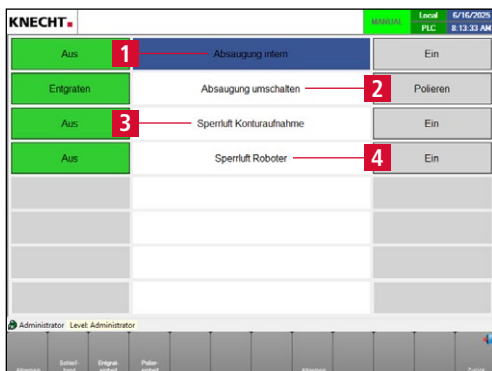 KNECHT
MANUAL
Local 6/16/2025
PLC 8:13:33 AM
Aus 1 Absaugung intern Ein
Entgraten Absaugung umschalten 2 Polieren
Aus 3 Sperrluft Konturaufnahme Ein
Aus Sperrluft Roboter 4 Ein
Administrator Level: Administrator